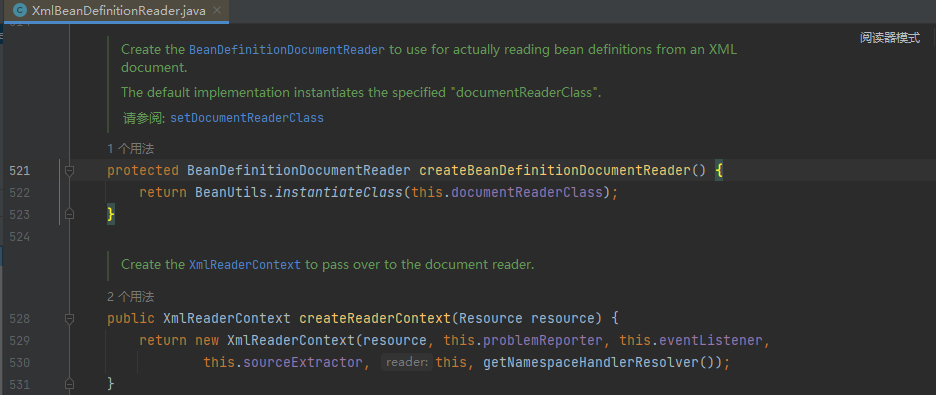 XmlBeanDefinitionReader.java
阅读器模式
Create the BeanDefinitionDocumentReader to use for actually reading bean definitions from an XML
document.
The default implementation instantiates the specified "documentReaderClass".
请参阅: setDocumentReaderClass
1 个用法
521 protected BeanDefinitionDocumentReader createBeanDefinitionDocumentReader() {
522 return BeanUtils.instantiateClass(this.documentReaderClass);
523 }
524
Create the XmlReaderContext to pass over to the document reader.
2 个用法
528 public XmlReaderContext createReaderContext(Resource resource) {
529 return new XmlReaderContext(resource, this.problemReporter, this.eventListener,
530 this.sourceExtractor, reader: this, getNamespaceHandlerResolver());
531 }